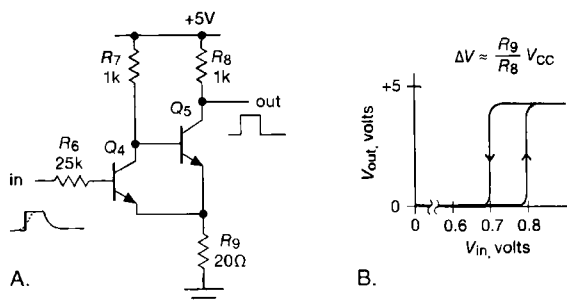 +5V
R7
1k
R8
1k
Q5
out
Q4
R6
25k
in
R9
20Ω
A.
ΔV ≈ R9/R8 VCC
+5
Vout, volts
0
0 0.6 0.7 0.8
Vin, volts
B.